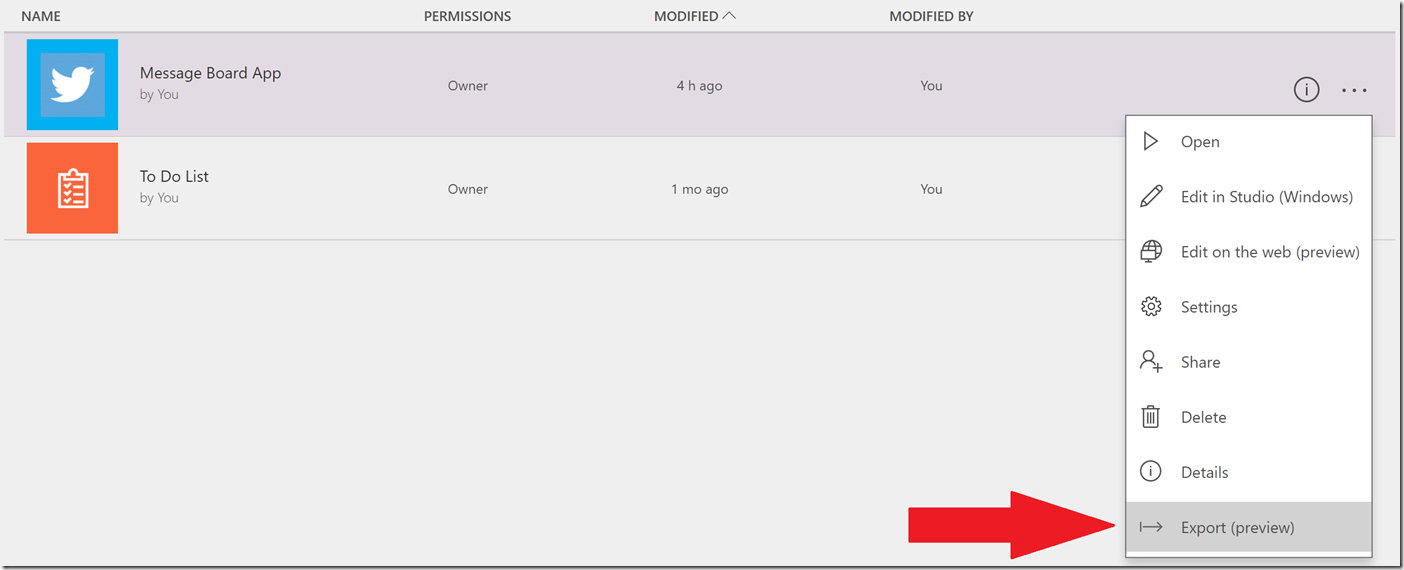 NAME PERMISSIONS MODIFIED MODIFIED BY
Message Board App
by You
Owner 4 h ago You
To Do List
by You
Owner 1 mo ago You
Open
Edit in Studio (Windows)
Edit on the web (preview)
Settings
Share
Delete
Details
Export (preview)